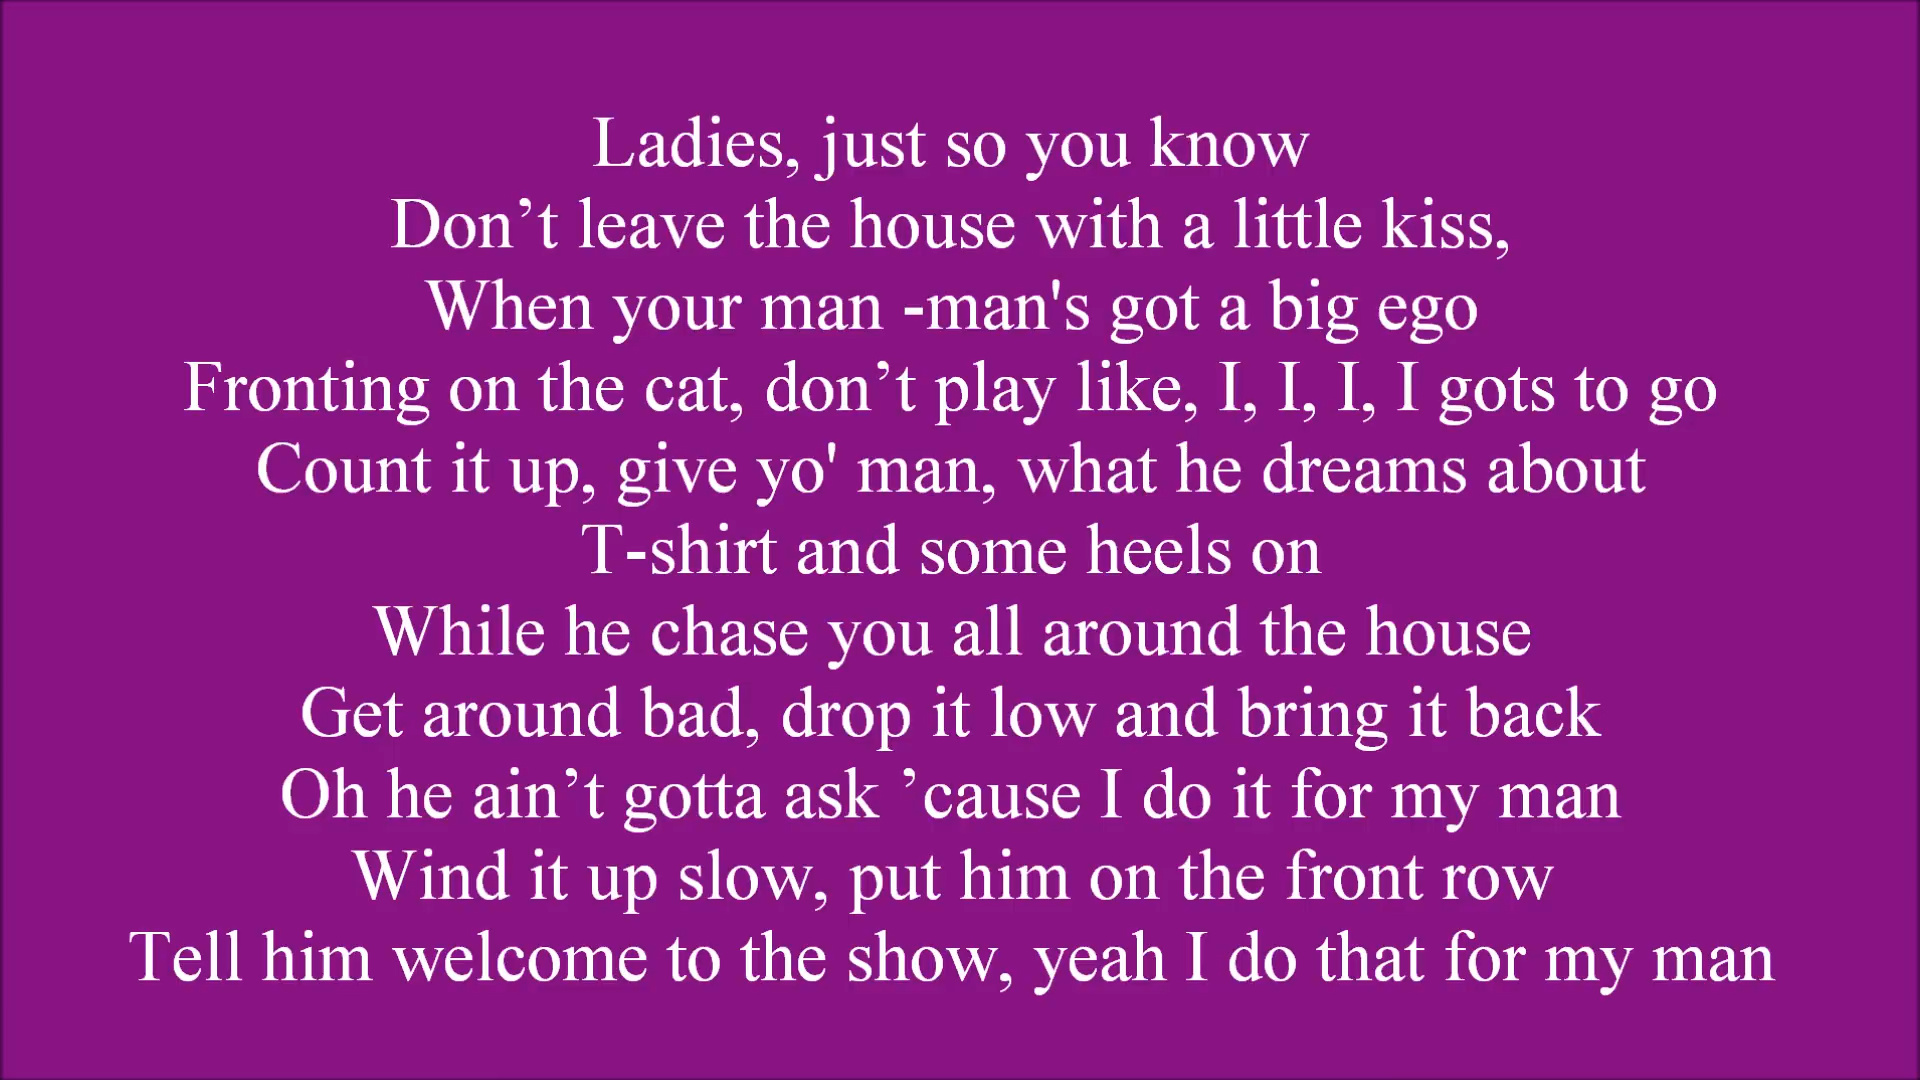 Ladies, just so you know
Don’t leave the house with a little kiss,
When your man -man's got a big ego
Fronting on the cat, don’t play like, I, I, I, I gots to go
Count it up, give yo' man, what he dreams about
T-shirt and some heels on
While he chase you all around the house
Get around bad, drop it low and bring it back
Oh he ain’t gotta ask ’cause I do it for my man
Wind it up slow, put him on the front row
Tell him welcome to the show, yeah I do that for my man